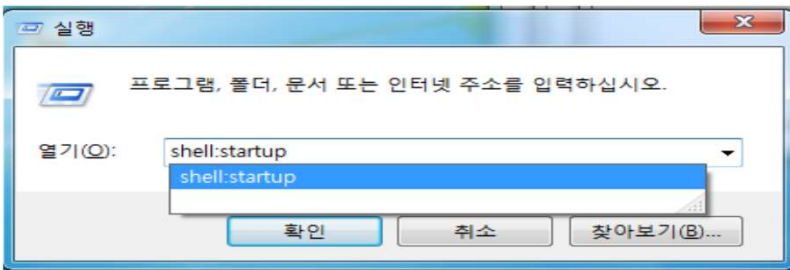 실행
프로그램, 폴더, 문서 또는 인터넷 주소를 입력하십시오.
열기(O): shell:startup
shell:startup
확인 취소 찾아보기(B)...